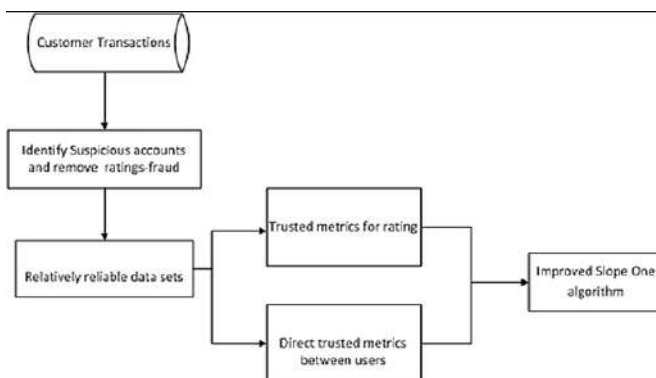 Customer Transactions
Identify Suspicious accounts
and remove ratings-fraud
Relatively reliable data sets
Trusted metrics for rating
Direct trusted metrics
between users
Improved Slope One
algorithm